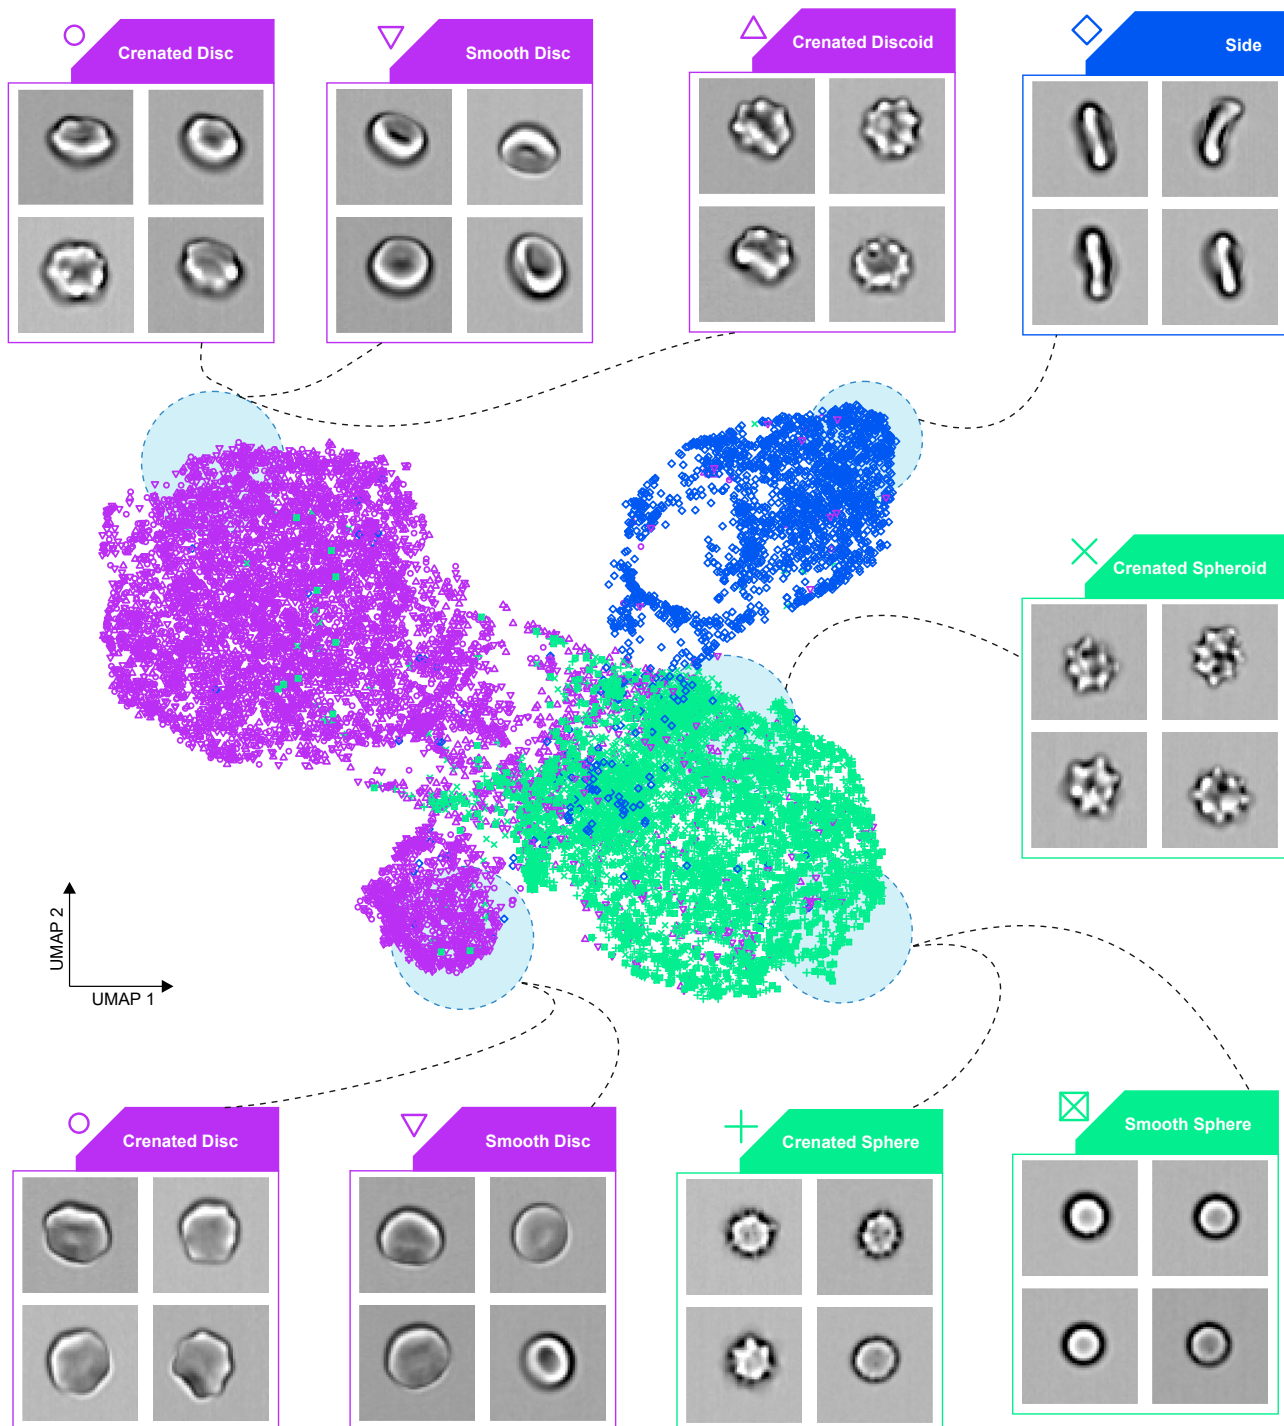 Crenated Disc
Smooth Disc
Crenated Discoid
Side
Crenated Spheroid
UMAP 2
UMAP 1
Crenated Disc
Smooth Disc
Crenated Sphere
Smooth Sphere